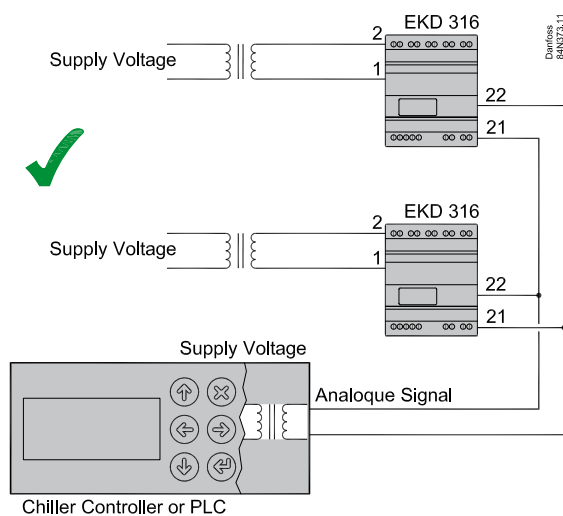 EKD 316
Danfoss
84N373.11
2
Supply Voltage
1
22
21
EKD 316
2
Supply Voltage
1
22
21
Supply Voltage
Analoque Signal
Chiller Controller or PLC